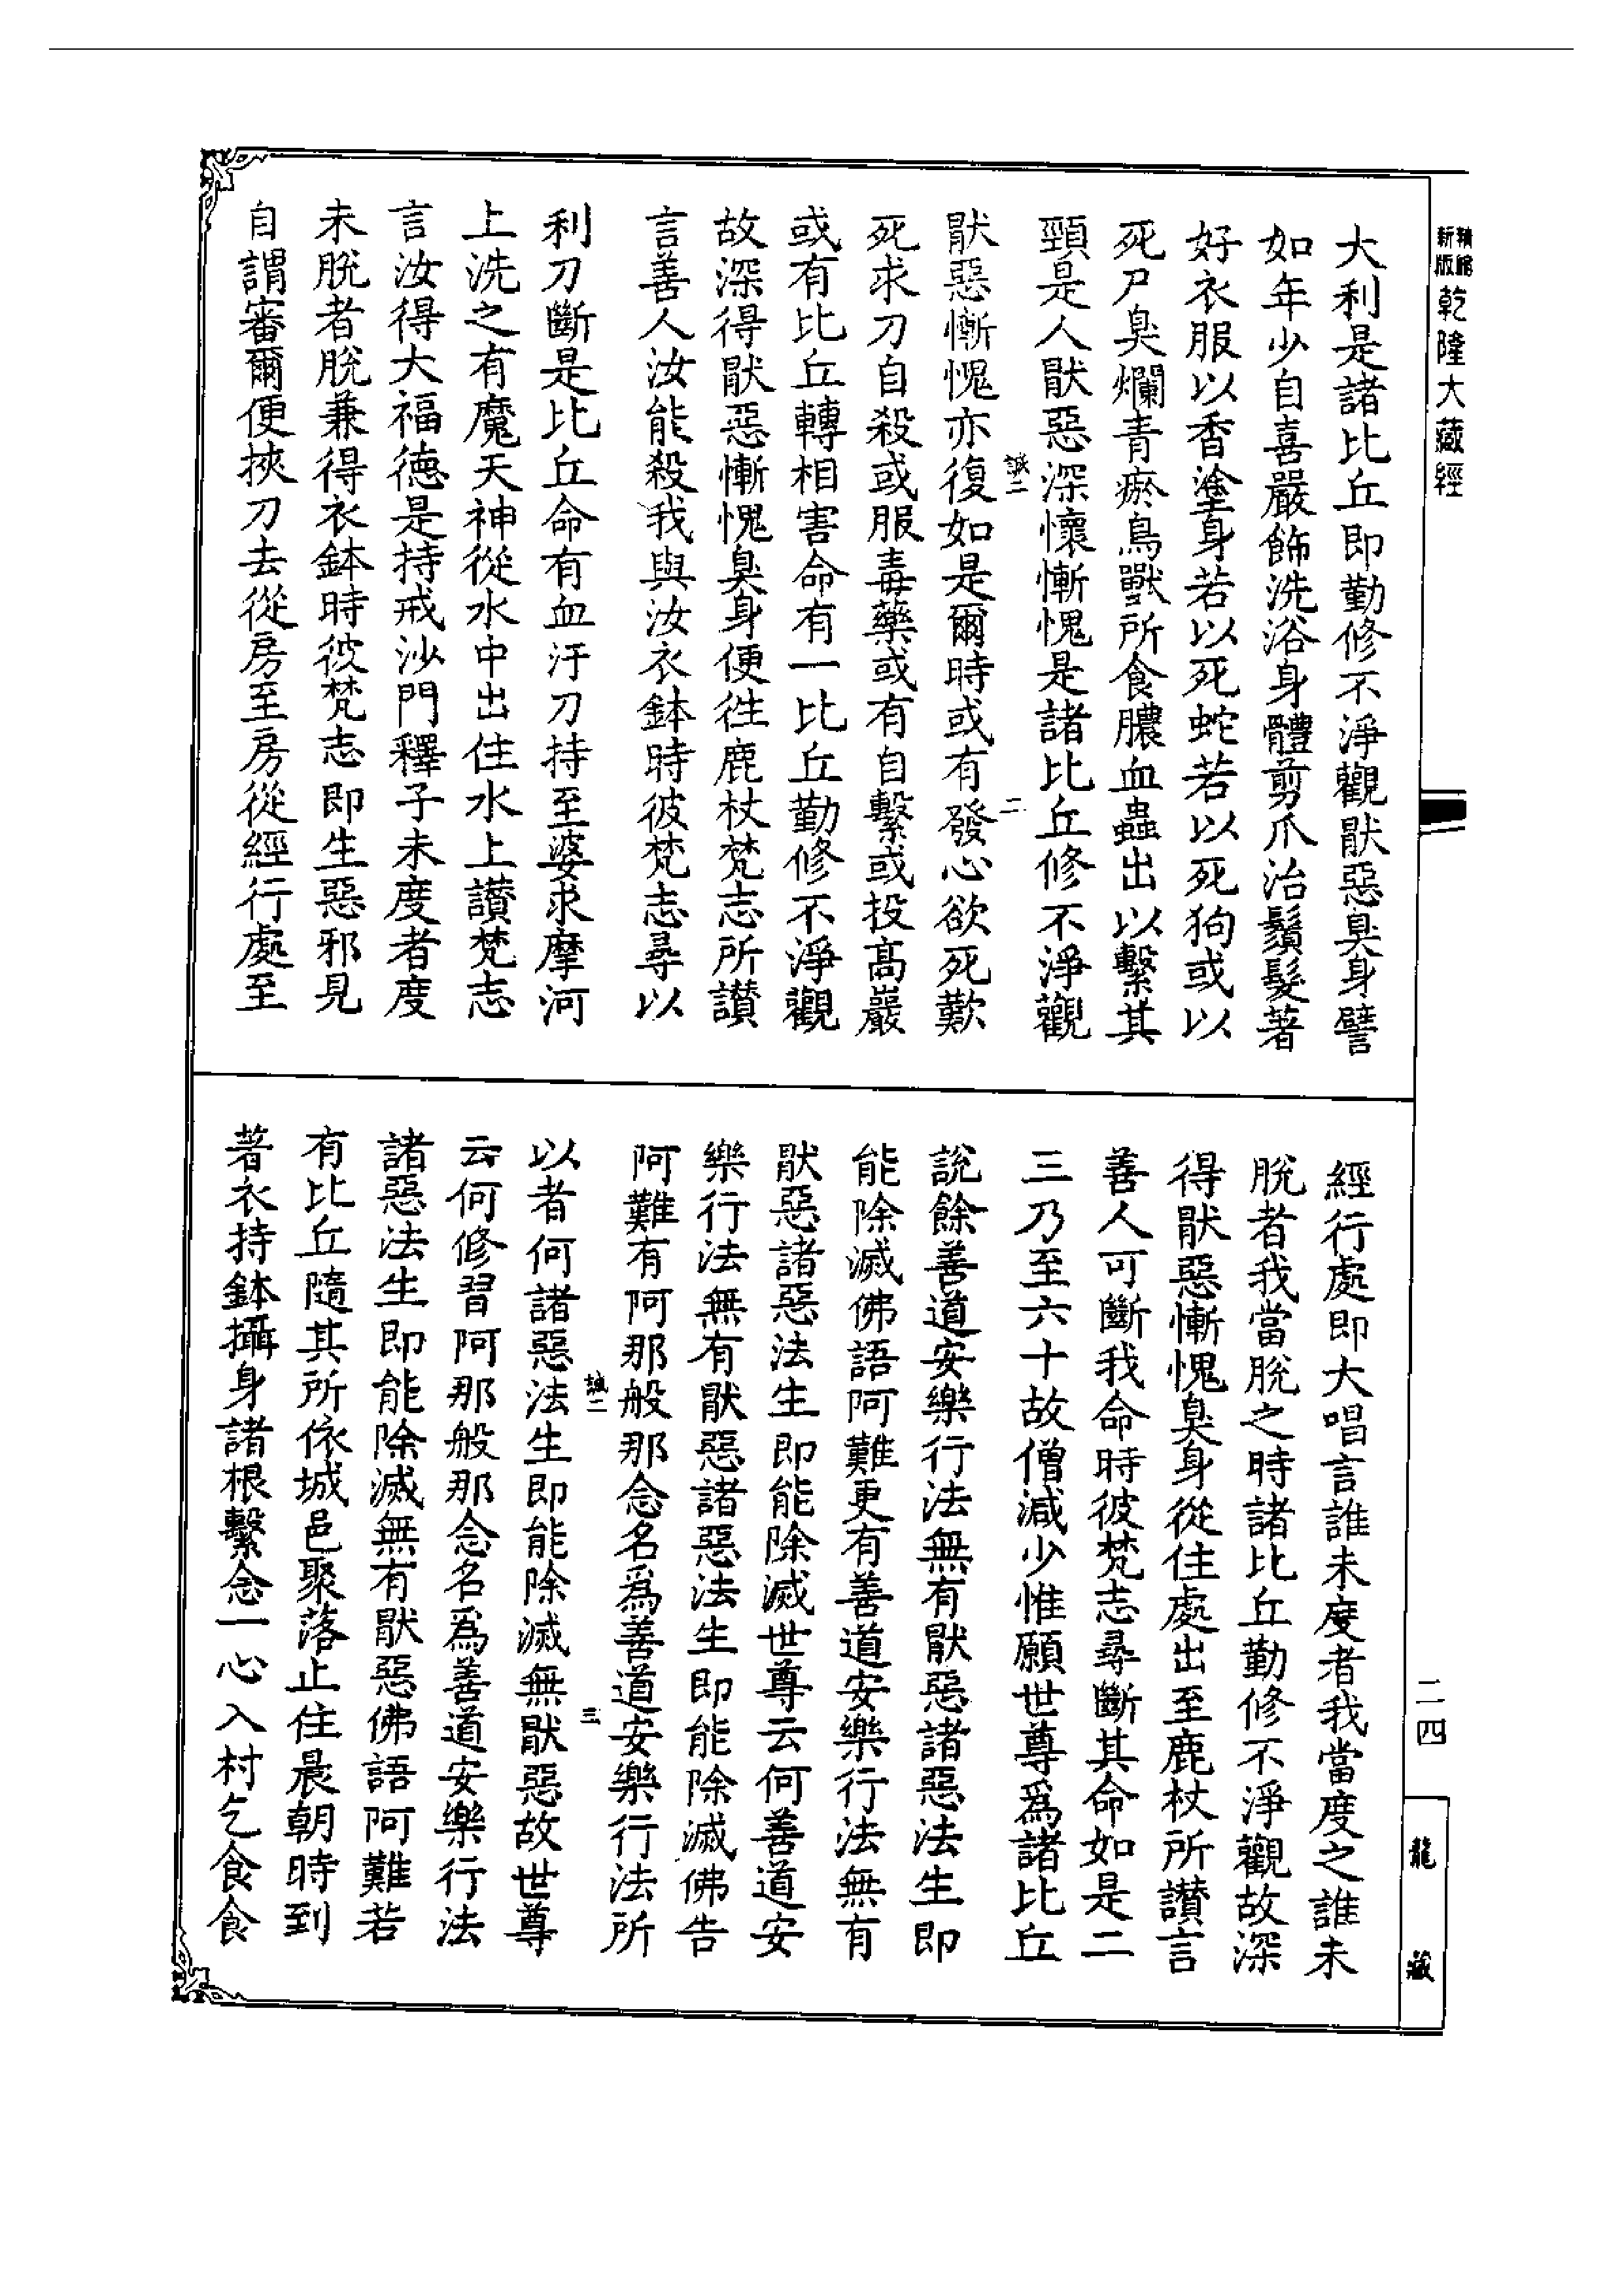 精縮
新版
乾隆大藏經
大利是諸比丘即勤修不淨觀猒惡臭身譬
如年少自喜嚴飾洗浴身體剪爪治鬚髮著
好衣服以香塗身若以死蛇若以死狗或以
死尸臭爛青瘀鳥獸所食膿血蟲出以繫其
頸是人猒惡深懷慚愧是諸比丘修不淨觀
誠二
二
猒惡慚愧亦復如是爾時或有發心欲死歎
死求刀自殺或服毒藥或有自繫或投高巖
或有比丘轉相害命有一比丘勤修不淨觀
故深得猒惡慚愧臭身便往鹿杖梵志所讃
言善人汝能殺我與汝衣鉢時彼梵志尋以
利刀斷是比丘命有血汙刀持至婆求摩河
上洗之有魔天神從水中出住水上讃梵志
言汝得大福德是持戒沙門釋子未度者度
未脫者脫兼得衣鉢時彼梵志即生惡邪見
自謂審爾便挾刀去從房至房從經行處至
二四
龍藏
經行處即大唱言誰未度者我當度之誰未
脫者我當脫之時諸比丘勤修不淨觀故深
得猒惡慚愧臭身從住處出至鹿杖所讃言
善人可斷我命時彼梵志尋斷其命如是二
三乃至六十故僧減少惟願世尊爲諸比丘
說餘善道安樂行法無有猒惡諸惡法生即
能除滅佛語阿難更有善道安樂行法無有
猒惡諸惡法生即能除滅世尊云何善道安
樂行法無有猒惡諸惡法生即能除滅佛告
阿難有阿那般那念名爲善道安樂行法所
誠二
三
以者何諸惡法生即能除滅無猒惡故世尊
云何修習阿那般那念名爲善道安樂行法
諸惡法生即能除滅無有猒惡佛語阿難若
有比丘隨其所依城邑聚落止住晨朝時到
著衣持鉢攝身諸根繫念一心入村乞食食